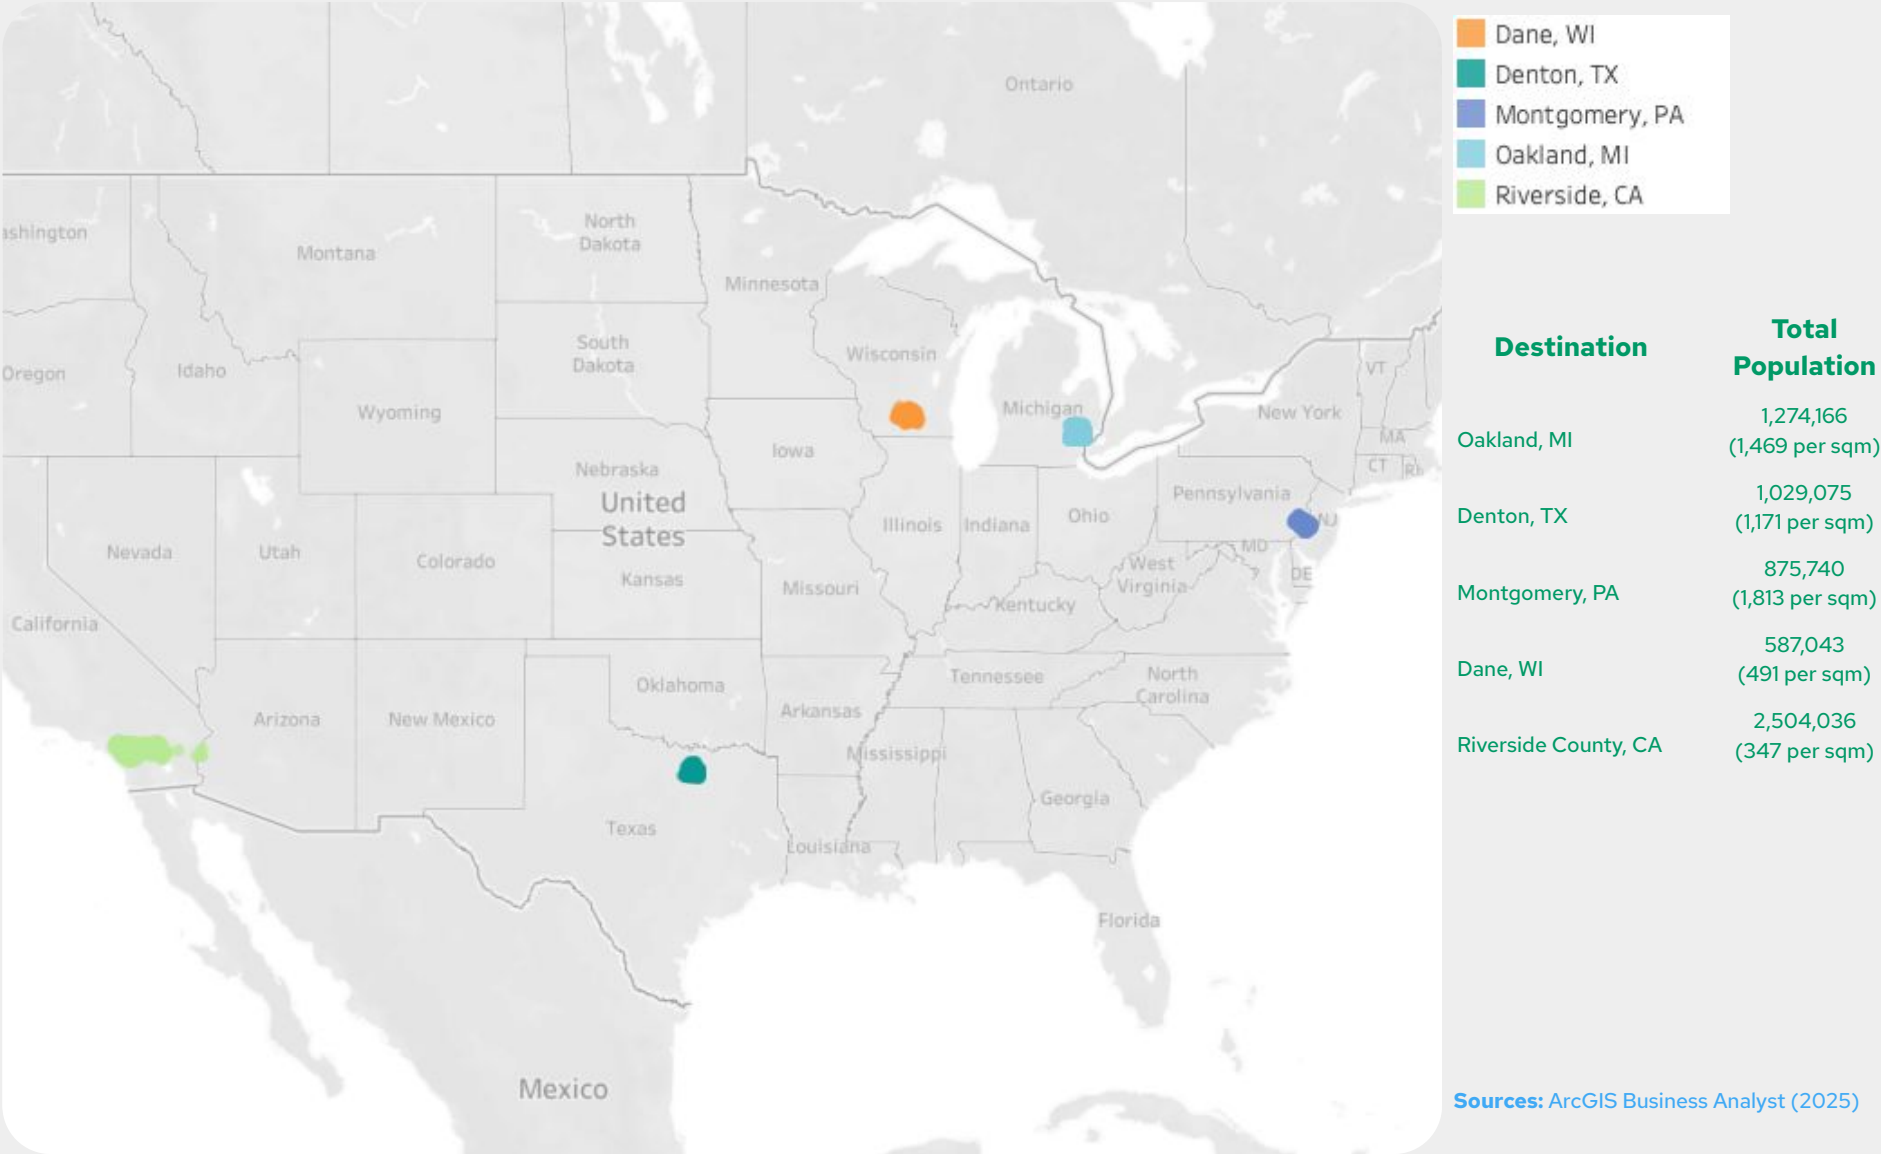 Ontario
ashington
Montana
North
Dakota
Minnesota
Oregon
Idaho
South
Dakota
Wisconsin
Wyoming
Michigan
New York
VT
MA
CT
RI
Iowa
Nebraska
United
States
Pennsylvania
NJ
Nevada
Utah
Colorado
Kansas
Illinois
Indiana
Ohio
MD
DE
West
Virginia
Missouri
Kentucky
California
Arizona
New Mexico
Oklahoma
Tennessee
North
Carolina
Arkansas
Mississippi
Texas
Georgia
Louisiana
Florida
Mexico
Dane, WI
Denton, TX
Montgomery, PA
Oakland, MI
Riverside, CA
Destination
Total
Population
Oakland, MI
1,274,166
(1,469 per sqm)
Denton, TX
1,029,075
(1,171 per sqm)
Montgomery, PA
875,740
(1,813 per sqm)
Dane, WI
587,043
(491 per sqm)
Riverside County, CA
2,504,036
(347 per sqm)
Sources: ArcGIS Business Analyst (2025)